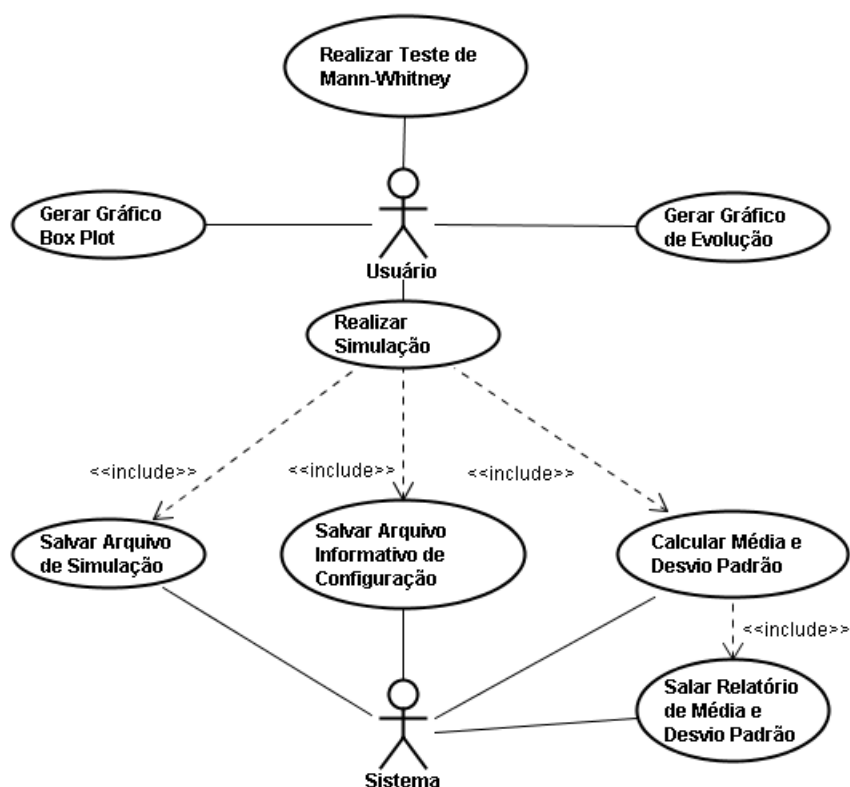 Realizar Teste de
Mann-Whitney
Gerar Gráfico
Box Plot
Gerar Gráfico
de Evolução
Usuário
Realizar
Simulação
<<include>>
<<include>>
<<include>>
Salvar Arquivo
de Simulação
Salvar Arquivo
Informativo de
Configuração
Calcular Média e
Desvio Padrão
<<include>>
Salar Relatório
de Média e
Desvio Padrão
Sistema